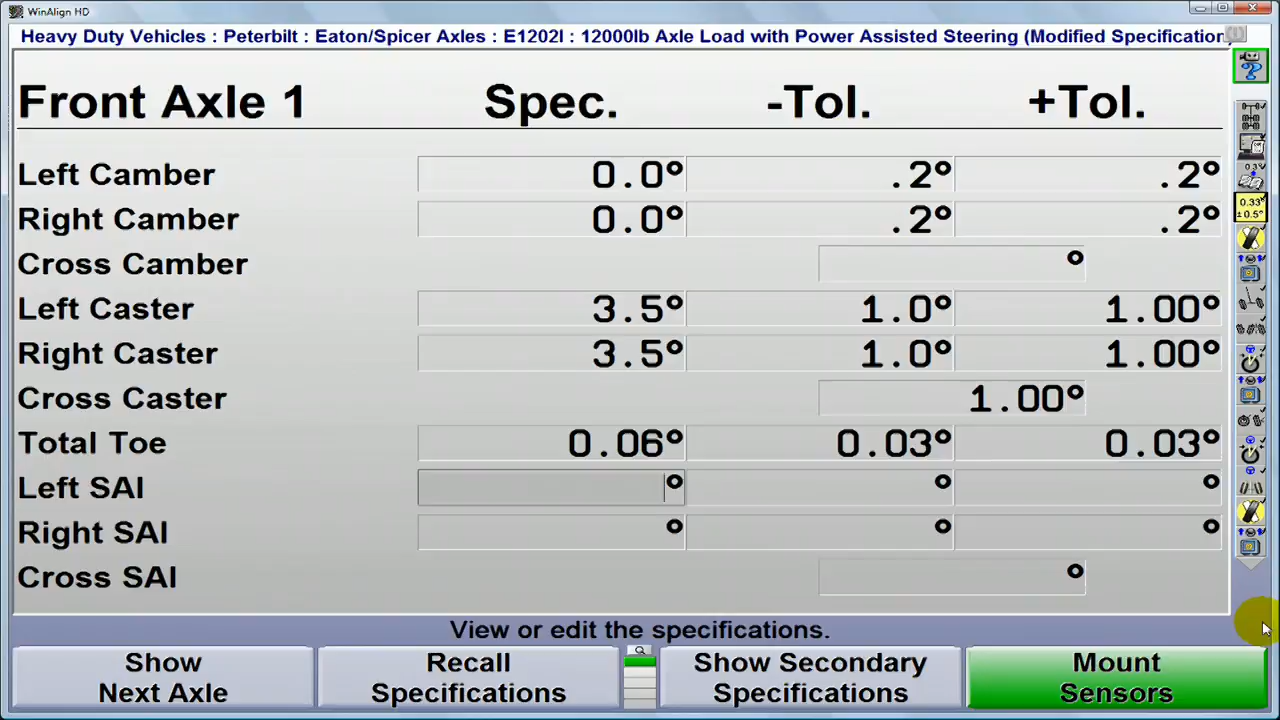 WinAlign HD
Heavy Duty Vehicles : Peterbilt : Eaton/Spicer Axles : E1202I : 12000lb Axle Load with Power Assisted Steering (Modified Specification
Front Axle 1 Spec. -Tol. +Tol.
Left Camber 0.0° .2° .2°
Right Camber 0.0° .2° .2°
Cross Camber °
Left Caster 3.5° 1.0° 1.00°
Right Caster 3.5° 1.0° 1.00°
Cross Caster 1.00°
Total Toe 0.06° 0.03° 0.03°
Left SAI ° ° °
Right SAI ° ° °
Cross SAI °
0.33°
±0.5°
View or edit the specifications.
Show
Next Axle
Recall
Specifications
Show Secondary
Specifications
Mount
Sensors